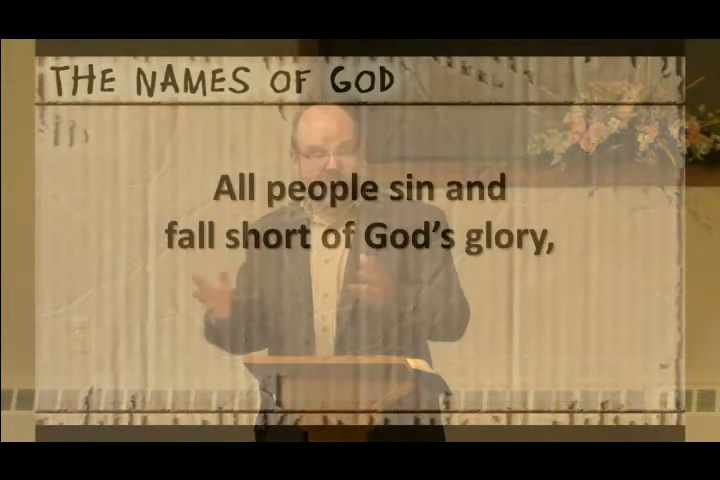 THE NAMES OF GOD
All people sin and
fall short of God's glory,